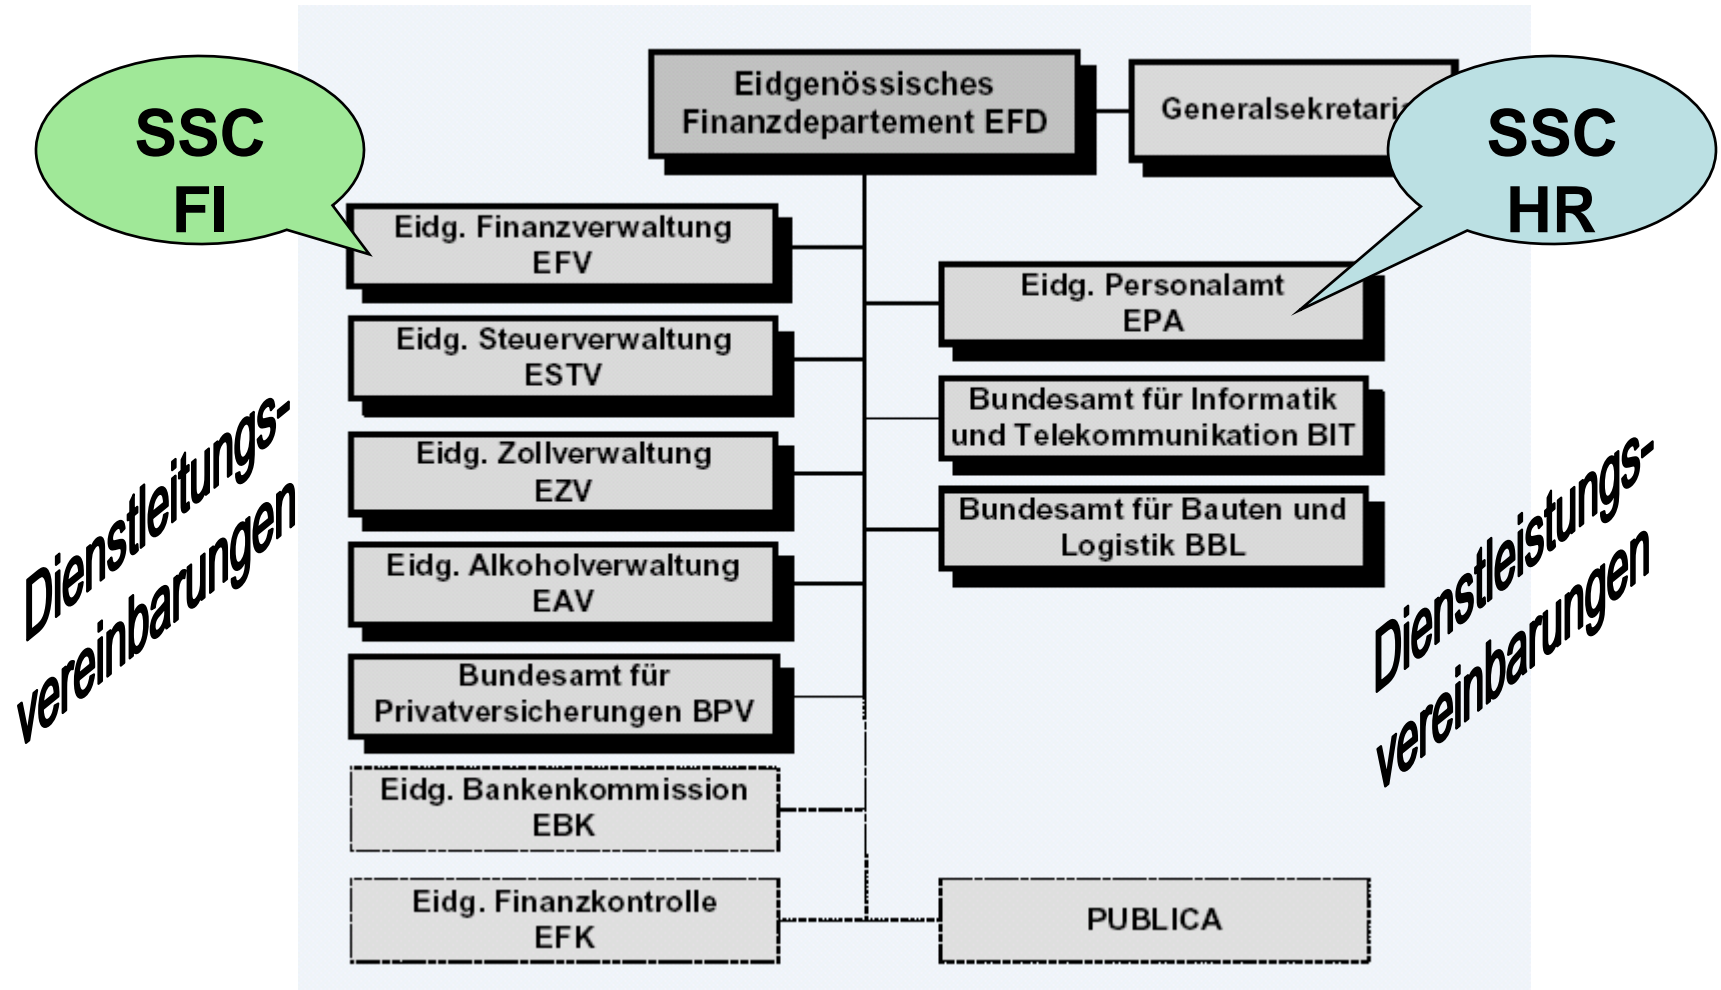 Eidgenössisches
Finanzdepartement EFD
Generalsekretaria
SSC
FI
SSC
HR
Eidg. Finanzverwaltung
EFV
Eidg. Personalamt
EPA
Eidg. Steuerverwaltung
ESTV
Bundesamt für Informatik
und Telekommunikation BIT
Eidg. Zollverwaltung
EZV
Bundesamt für Bauten und
Logistik BBL
Eidg. Alkoholverwaltung
EAV
Bundesamt für
Privatversicherungen BPV
Eidg. Bankenkommission
EBK
Eidg. Finanzkontrolle
EFK
PUBLICA
Dienstleitungs-
vereinbarungen
Dienstleistungs-
vereinbarungen